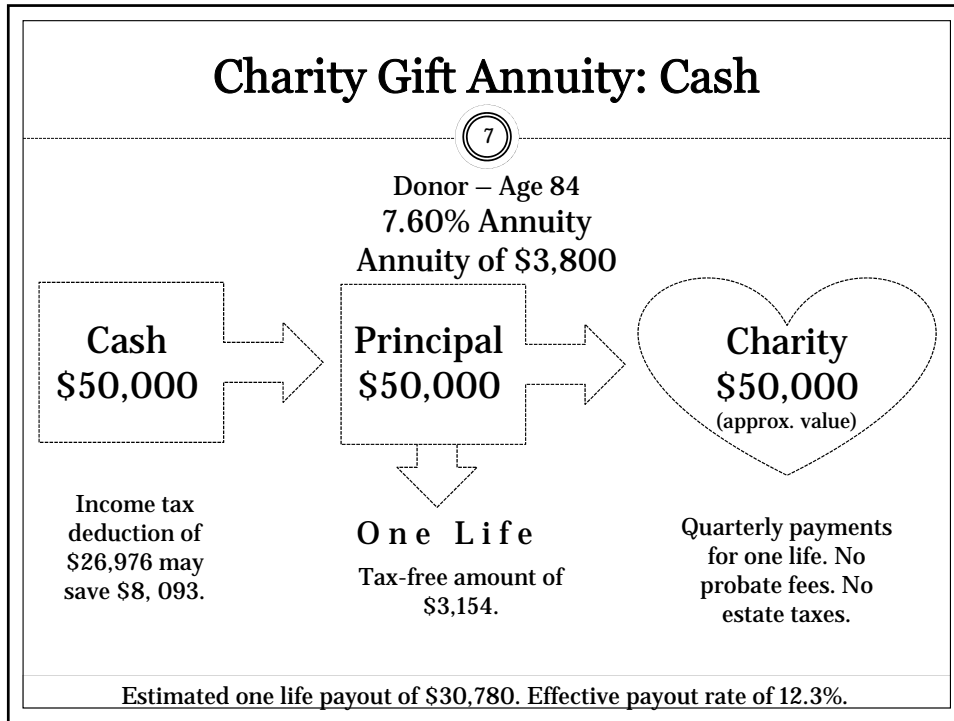 Charity Gift Annuity: Cash
7
Donor – Age 84
7.60% Annuity
Annuity of $3,800
Cash
$50,000
Principal
$50,000
Charity
$50,000
(approx. value)
Income tax
deduction of
$26,976 may
save $8, 093.
One Life
Tax-free amount of
$3,154.
Quarterly payments
for one life. No
probate fees. No
estate taxes.
Estimated one life payout of $30,780. Effective payout rate of 12.3%.